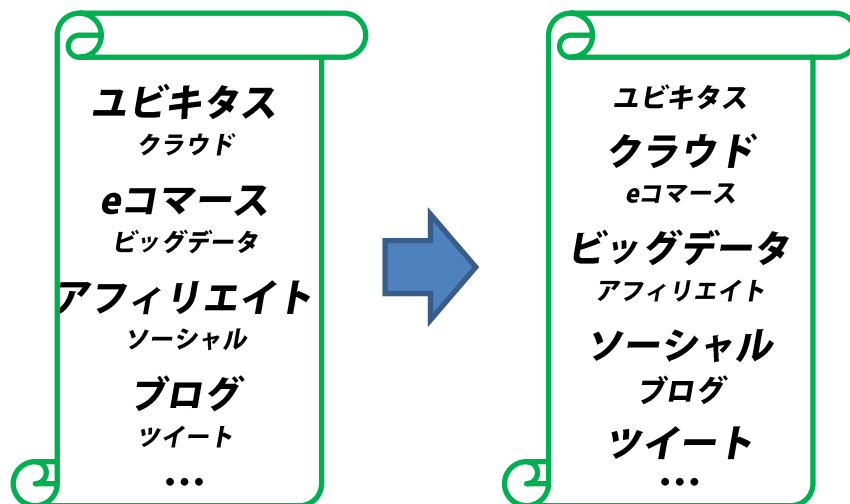 ユビキタス
クラウド
eコマース
ビッグデータ
アフィリエイト
ソーシャル
ブログ
ツイート
•••
ユビキタス
クラウド
eコマース
ビッグデータ
アフィリエイト
ソーシャル
ブログ
ツイート
•••